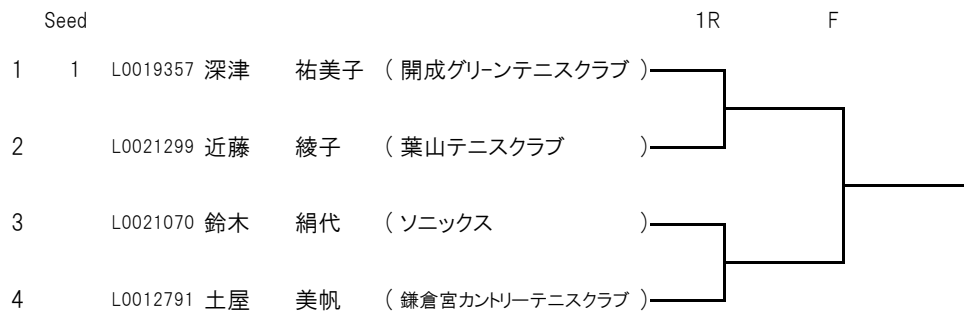 Seed 1R F
1 1 L0019357 深津 祐美子 ( 開成グリーンテニスクラブ )
2 L0021299 近藤 綾子 ( 葉山テニスクラブ )
3 L0021070 鈴木 絹代 ( ソニックス )
4 L0012791 土屋 美帆 ( 鎌倉宮カントリーテニスクラブ )